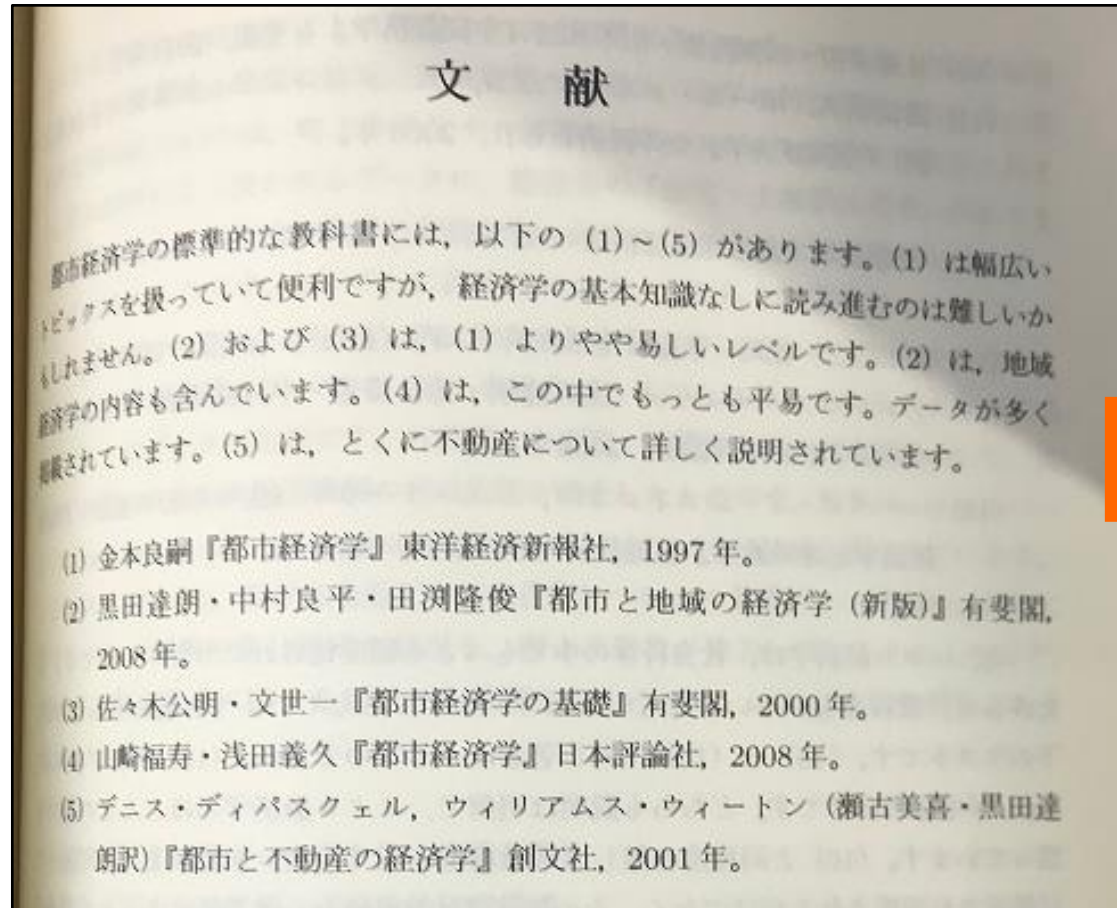 文　献
都市経済学の標準的な教科書には，以下の (1)～(5) があります。(1) は幅広い
トピックスを扱っていて便利ですが，経済学の基本知識なしに読み進むのは難しいか
もしれません。(2) および (3) は，(1) よりやや易しいレベルです。(2) は，地域
経済学の内容も含んでいます。(4) は，この中でもっとも平易です。データが多く
掲載されています。(5) は，とくに不動産について詳しく説明されています。
(1) 金本良嗣『都市経済学』東洋経済新報社，1997年。
(2) 黒田達朗・中村良平・田渕隆俊『都市と地域の経済学（新版）』有斐閣，
2008年。
(3) 佐々木公明・文世一『都市経済学の基礎』有斐閣，2000年。
(4) 山崎福寿・浅田義久『都市経済学』日本評論社，2008年。
(5) デニス・ディパスクェル，ウィリアムス・ウィートン（瀬古美喜・黒田達
朗訳）『都市と不動産の経済学』創文社，2001年。